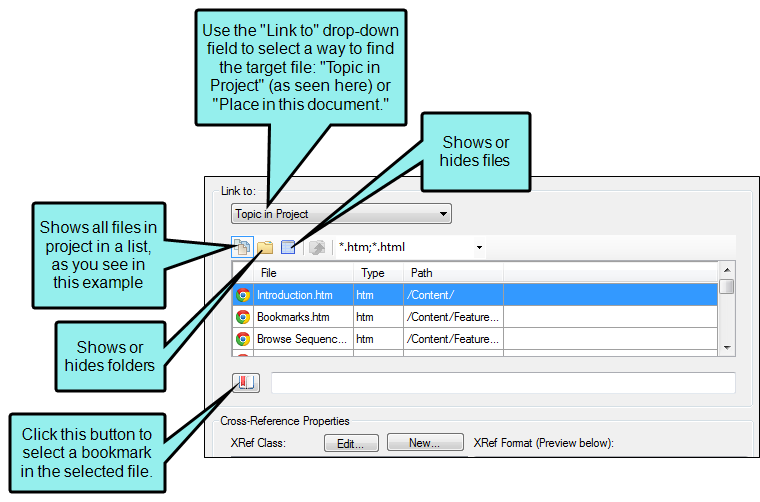 Use the "Link to" drop-down
field to select a way to find
the target file: "Topic in
Project" (as seen here) or
"Place in this document."
Shows or
hides files
Shows all files in
project in a list,
as you see in
this example
Shows or
hides folders
Click this button to
select a bookmark
in the selected file.
Link to:
Topic in Project
*.htm;*.html
File Type Path
Introduction.htm htm /Content/
Bookmarks.htm htm /Content/Feature...
Browse Sequenc... htm /Content/Feature...
Cross-Reference Properties
XRef Class: Edit... New... XRef Format (Preview below):